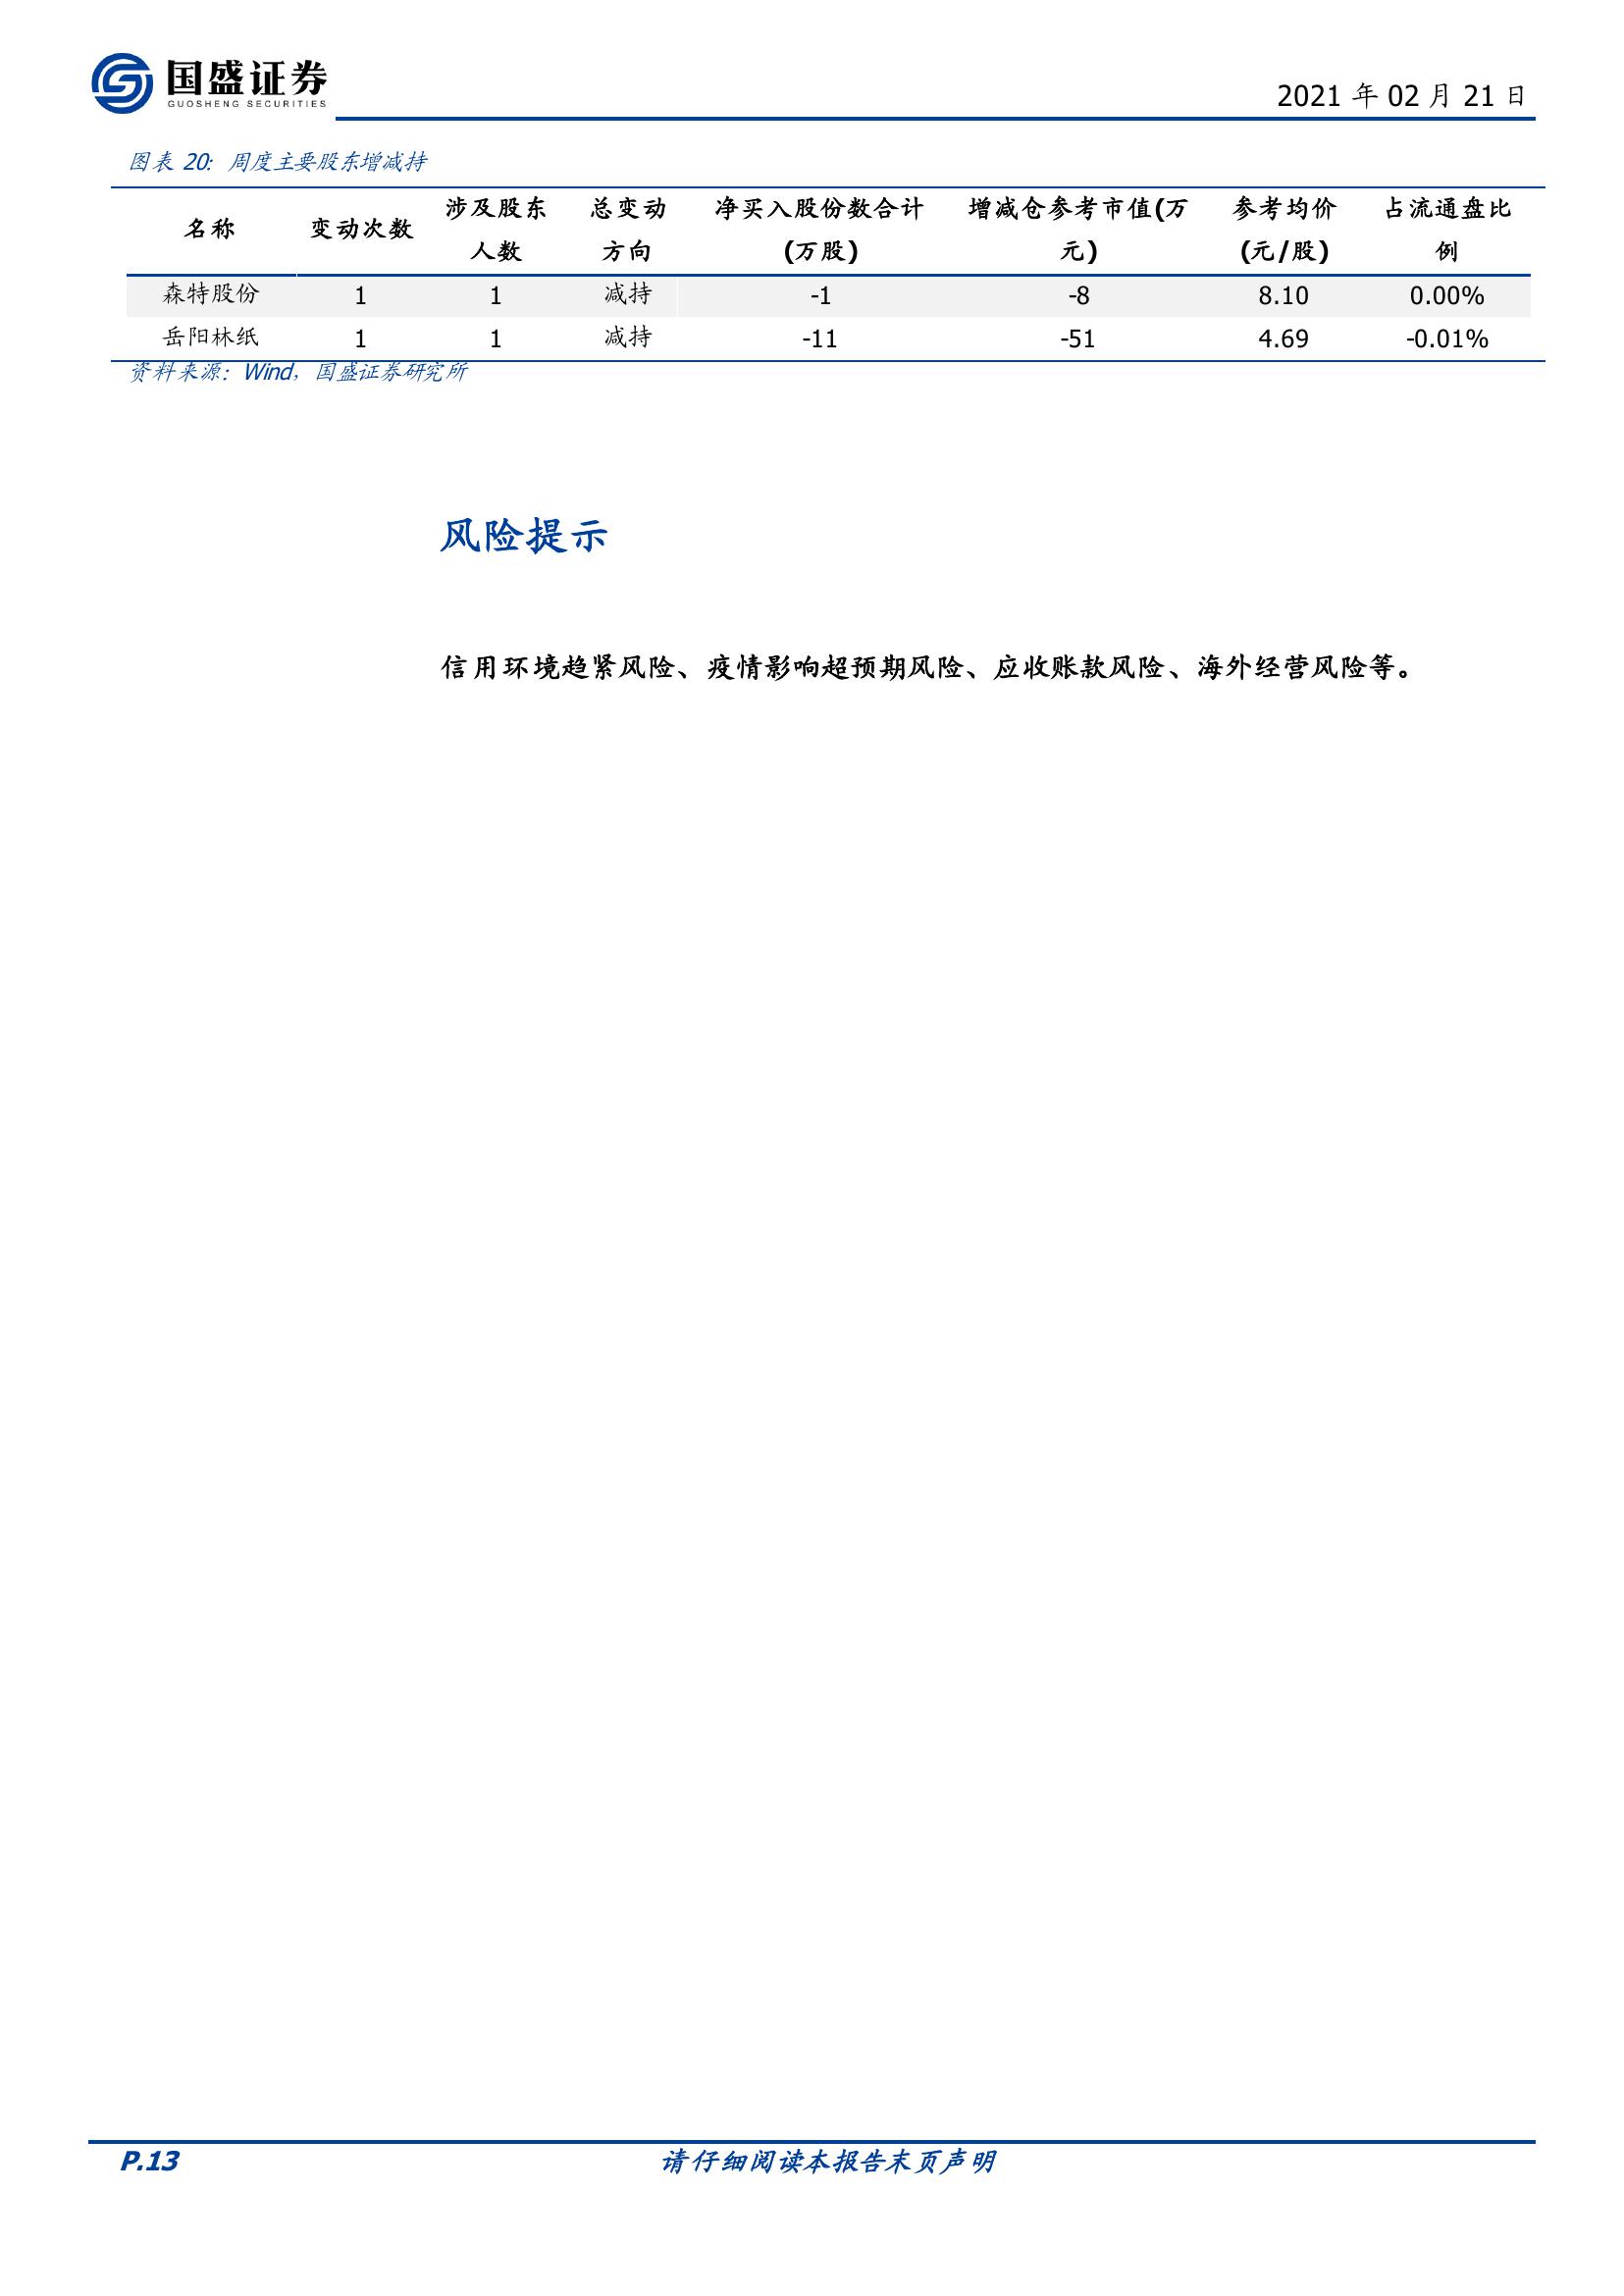 国盛证券
GUOSHENG SECURITIES
2021 年 02 月 21 日
图表 20：周度主要股东增减持
名称 变动次数 涉及股东人数 总变动方向 净买入股份数合计(万股) 增减仓参考市值(万元) 参考均价(元/股) 占流通盘比例
森特股份 1 1 减持 -1 -8 8.10 0.00%
岳阳林纸 1 1 减持 -11 -51 4.69 -0.01%
资料来源：Wind，国盛证券研究所
风险提示
信用环境趋紧风险、疫情影响超预期风险、应收账款风险、海外经营风险等。
P.13 请仔细阅读本报告末页声明